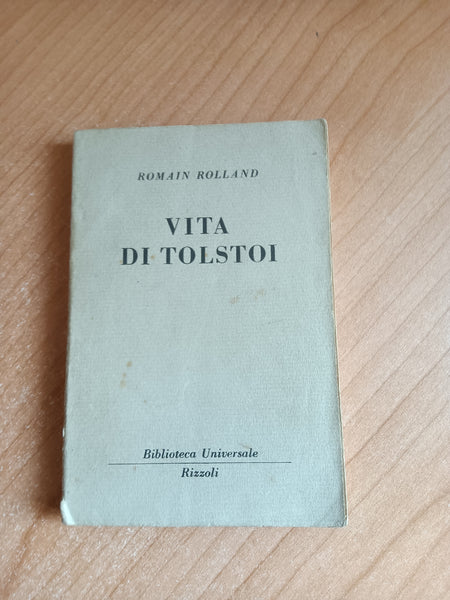 ROMAIN ROLLAND
VITA
DI TOLSTOI
Biblioteca Universale
Rizzoli